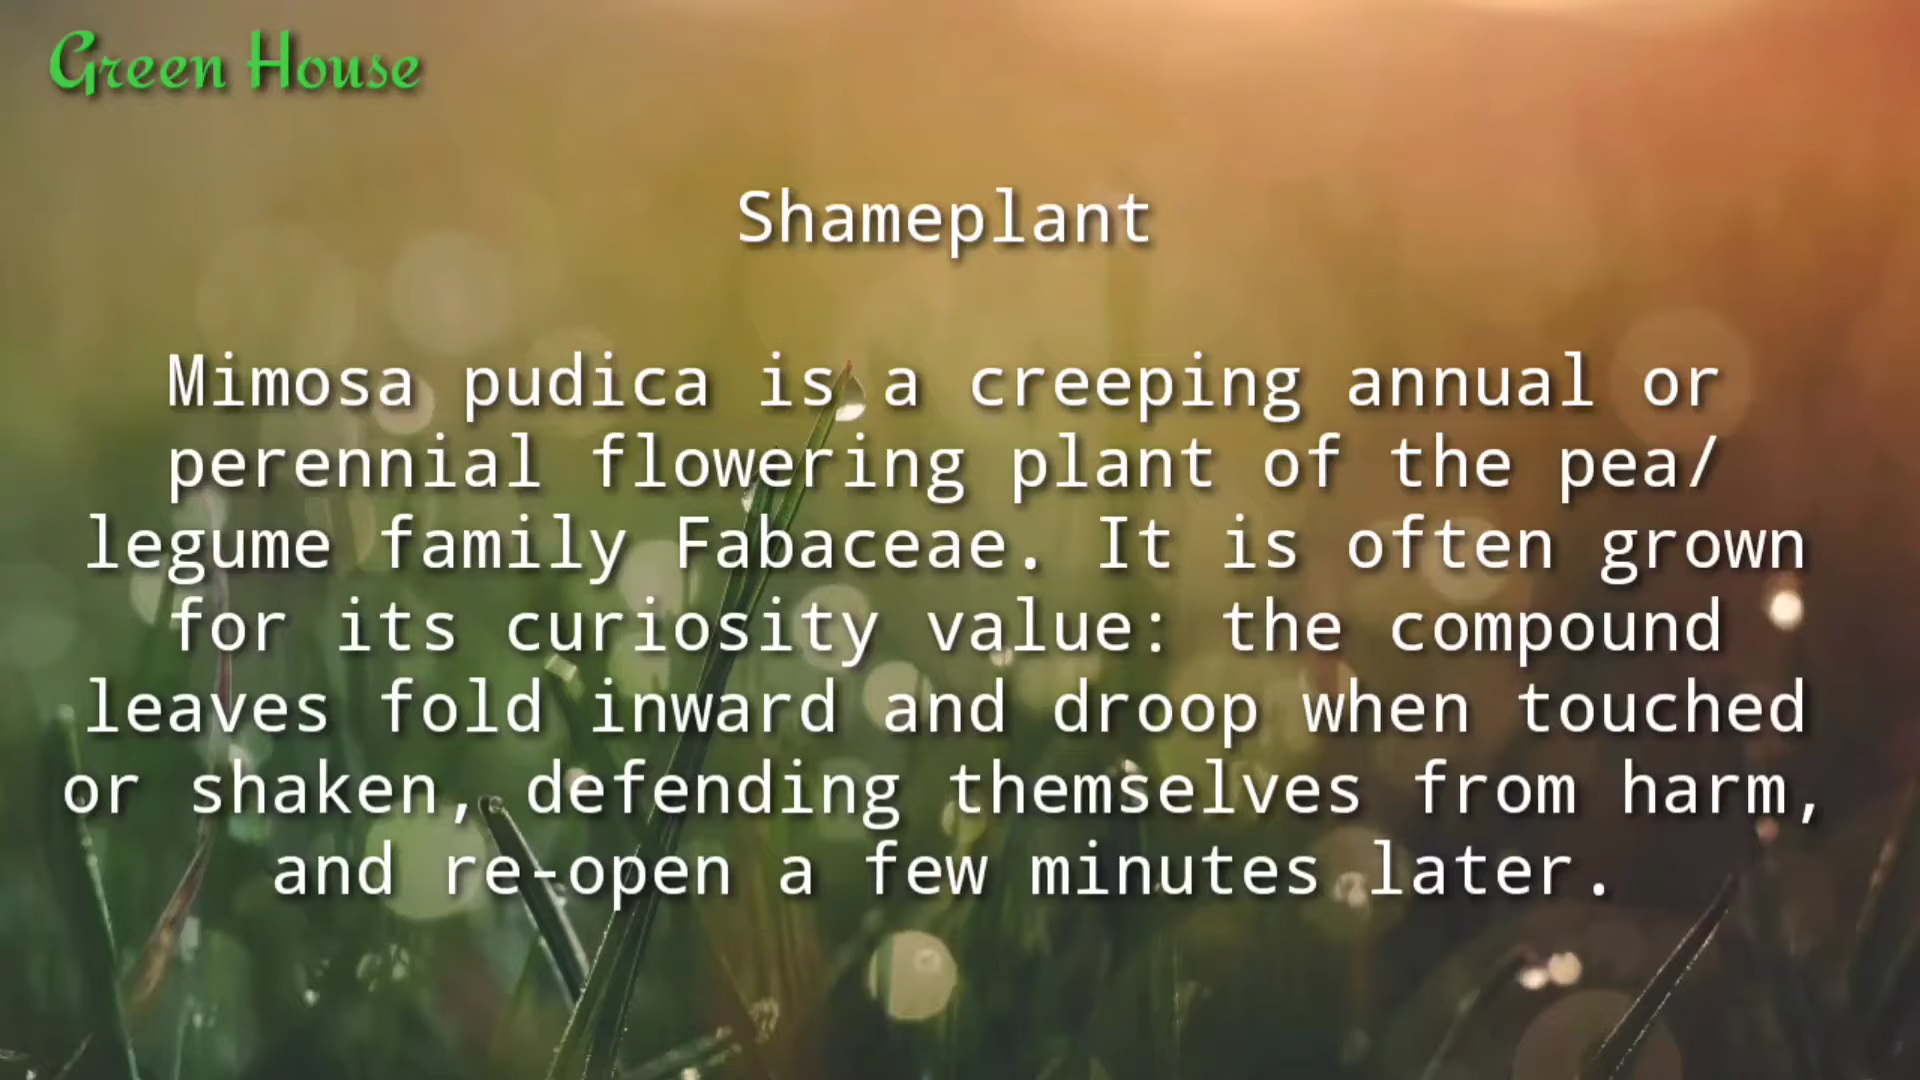 Green House
Shameplant
Mimosa pudica is a creeping annual or
perennial flowering plant of the pea/
legume family Fabaceae. It is often grown
for its curiosity value: the compound
leaves fold inward and droop when touched
or shaken, defending themselves from harm,
and re-open a few minutes later.